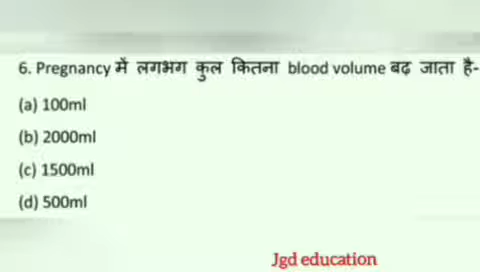 6. Pregnancy में लगभग कुल कितना blood volume बढ़ जाता है-
(a) 100ml
(b) 2000ml
(c) 1500ml
(d) 500ml
Jgd education